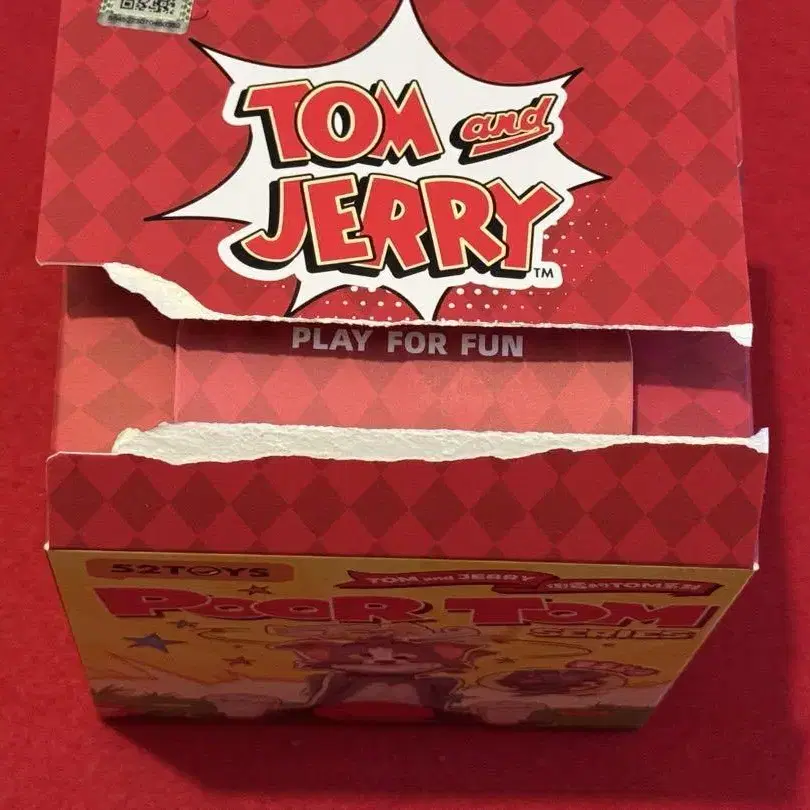 TOM and
JERRY
TM
PLAY FOR FUN
52TOYS
TOM and JERRY
POOR TOM
SERIES